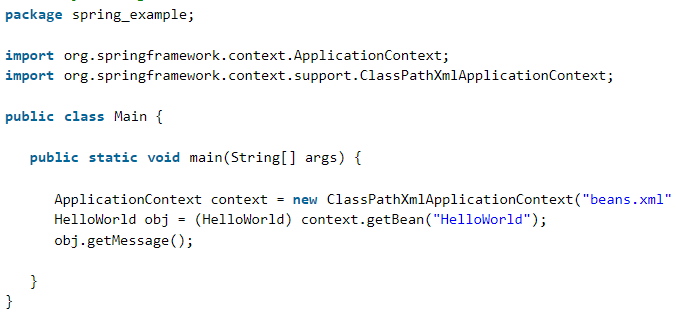 package spring_example;
import org.springframework.context.ApplicationContext;
import org.springframework.context.support.ClassPathXmlApplicationContext;
public class Main {
public static void main(String[] args) {
ApplicationContext context = new ClassPathXmlApplicationContext("beans.xml"
HelloWorld obj = (HelloWorld) context.getBean("HelloWorld");
obj.getMessage();
}
}